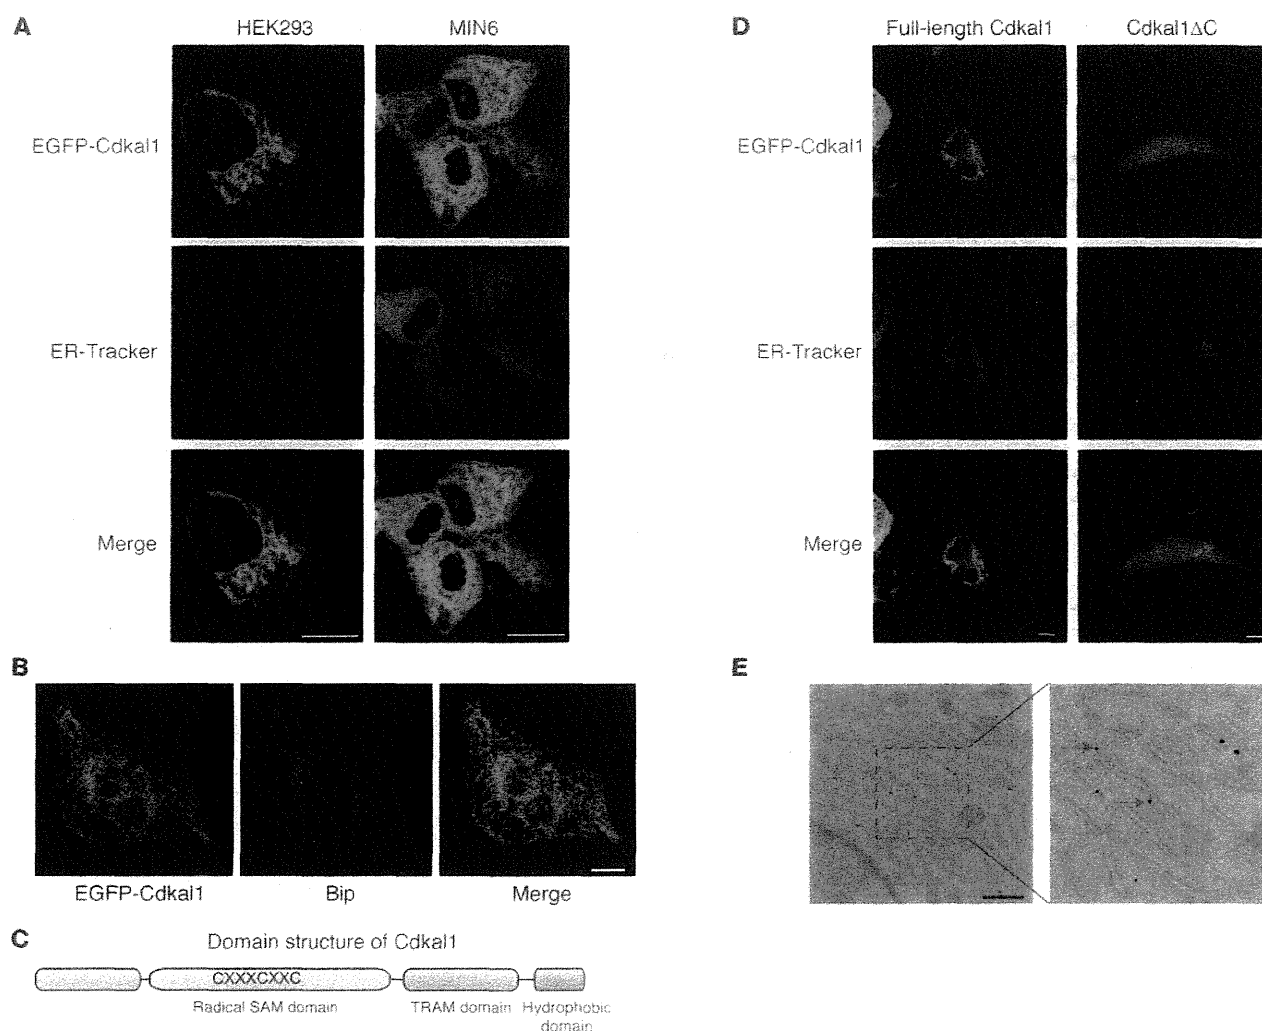 A
HEK293 MIN6
EGFP-Cdkal1
ER-Tracker
Merge
B
EGFP-Cdkal1 Bip Merge
C
Domain structure of Cdkal1
CXXXCXXC
Radical SAM domain TRAM domain Hydrophobic
domain
D
Full-length Cdkal1 Cdkal1ΔC
EGFP-Cdkal1
ER-Tracker
Merge
E